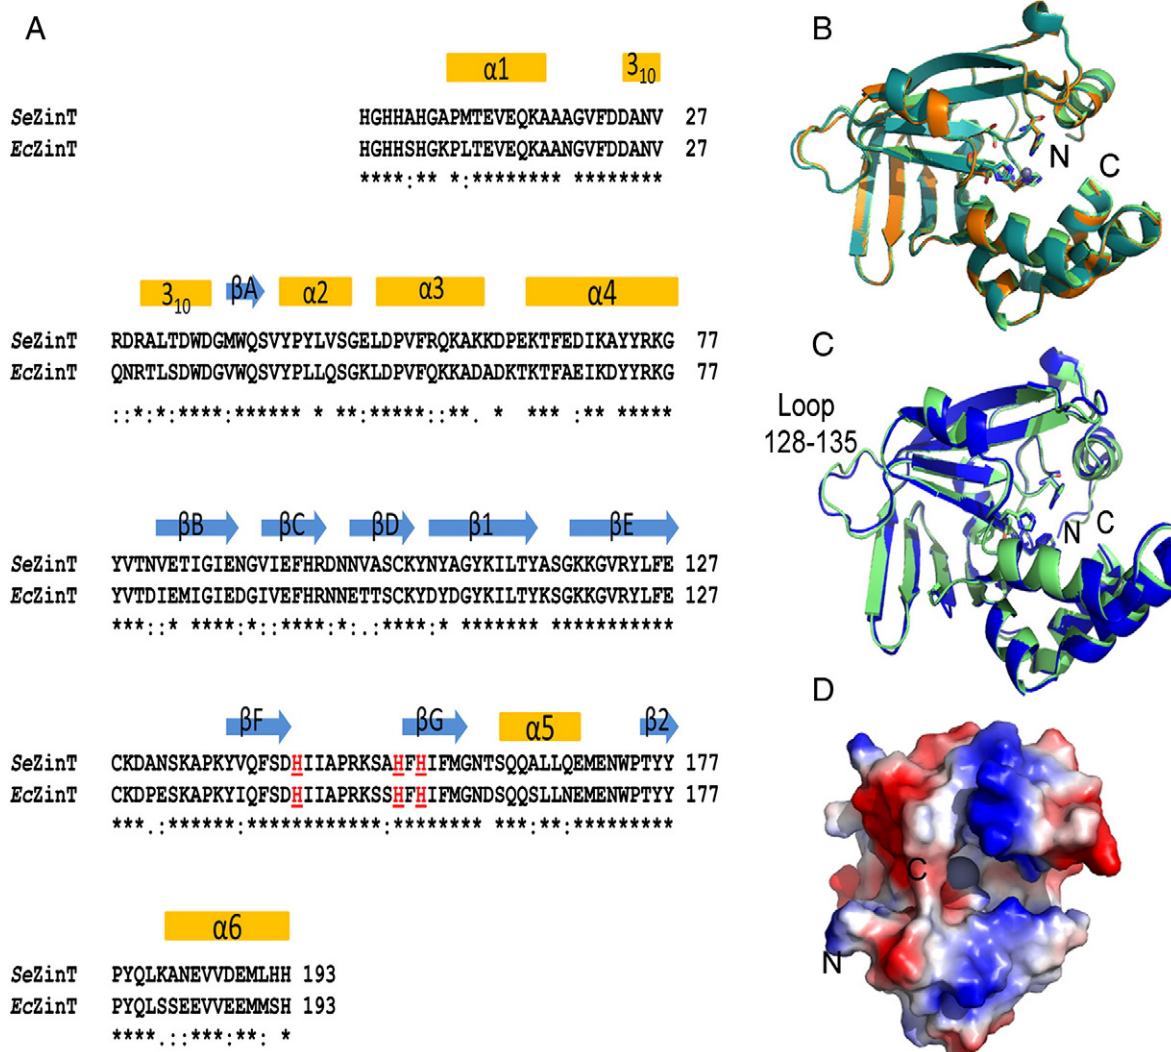 A
α1 3₁₀
SeZinT HGHHAHGAPMTEVEQKAAAGVFDDANV 27
EcZinT HGHHSHGKPLTEVEQKAANGVFDDANV 27
****:** *:******** ********
3₁₀ βA α2 α3 α4
SeZinT RDRALTDWDGMWQSVYPYLVSGELDPVFRQKAKKDPEKTFEDIKAYYRKG 77
EcZinT QNRTLSDWDGVWQSVYPLLQSGKLDPVFQKKADADKTKTFAEIKDYYRKG 77
::*:*:****:****** * **:*****::**. * *** :** *****
βB βC βD β1 βE
SeZinT YVTNVETIGIENGVIEFHRDNNVASCKYNYAGYKILTYASGKKGVRYLFE 127
EcZinT YVTDIEMIGIEDGIVEFHRNNETTSCKYDYDGYKILTYKSGKKGVRYLFE 127
***::* ****:*::****:*:.:****:* ******* ***********
βF βG α5 β2
SeZinT CKDANSKAPKYVQFSDHIIAPRKSAHFHIFMGNTSQQALLQEMENWPTYY 177
EcZinT CKDPESKAPKYIQFSDHIIAPRKSSHFHIFMGNDSQQSLLNEMENWPTYY 177
***.:******:************:******** ***:**:*********
α6
SeZinT PYQLKANEVVDEMLHH 193
EcZinT PYQLSSEEVVEEMMSH 193
****.::***:**: *
B
N
C
C
Loop
128-135
N C
D
C
N